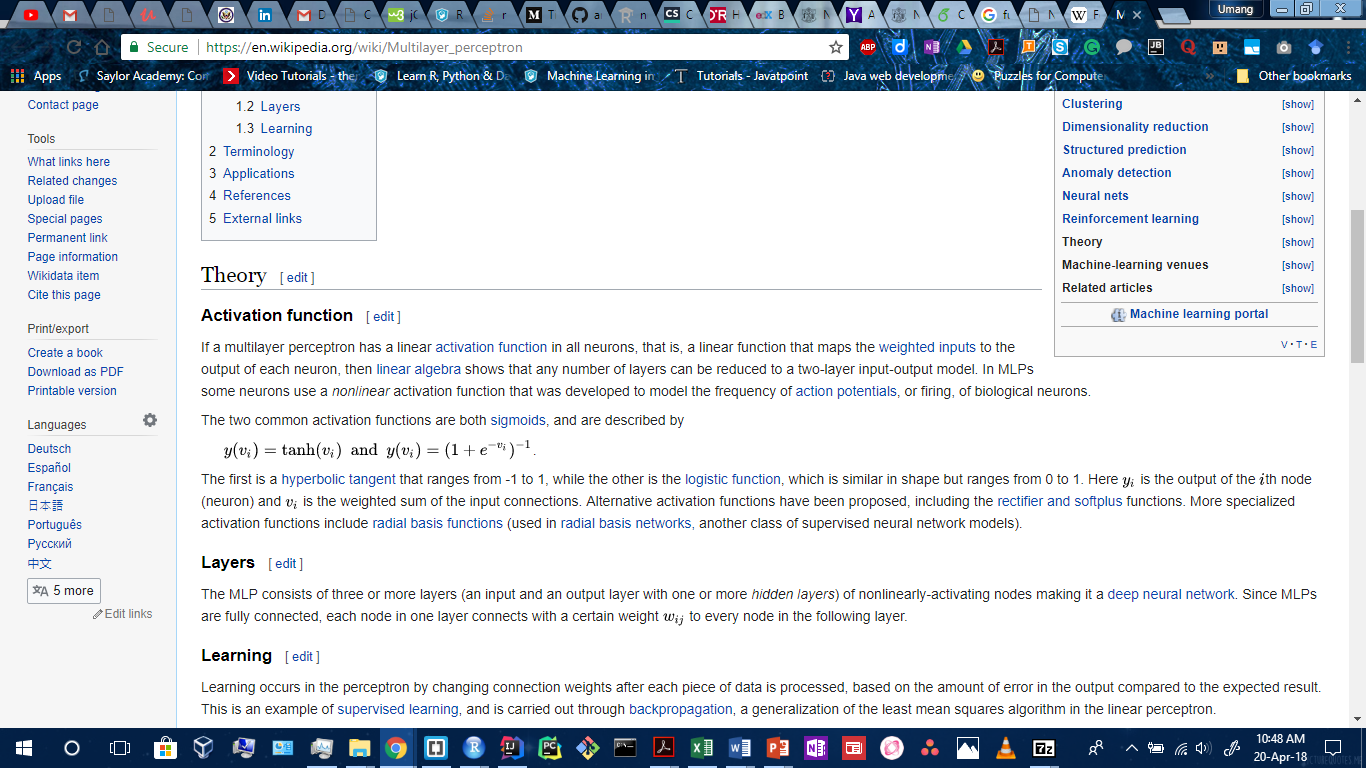 Umang
Secure https://en.wikipedia.org/wiki/Multilayer_perceptron
Apps Saylor Academy: Cor Video Tutorials - the Learn R, Python & Da Machine Learning in Tutorials - Javatpoint Java web developme Puzzles for Compute Other bookmarks
Contact page
Tools
What links here
Related changes
Upload file
Special pages
Permanent link
Page information
Wikidata item
Cite this page
Print/export
Create a book
Download as PDF
Printable version
Languages
Deutsch
Español
Français
日本語
Português
Русский
中文
5 more
Edit links
1.2 Layers
1.3 Learning
2 Terminology
3 Applications
4 References
5 External links
Clustering [show]
Dimensionality reduction [show]
Structured prediction [show]
Anomaly detection [show]
Neural nets [show]
Reinforcement learning [show]
Theory [show]
Machine-learning venues [show]
Related articles [show]
Machine learning portal
V · T · E
Theory [ edit ]
Activation function [ edit ]
If a multilayer perceptron has a linear activation function in all neurons, that is, a linear function that maps the weighted inputs to the
output of each neuron, then linear algebra shows that any number of layers can be reduced to a two-layer input-output model. In MLPs
some neurons use a nonlinear activation function that was developed to model the frequency of action potentials, or firing, of biological neurons.
The two common activation functions are both sigmoids, and are described by
y(vᵢ) = tanh(vᵢ) and y(vᵢ) = (1 + e^{−vᵢ})^{−1}.
The first is a hyperbolic tangent that ranges from -1 to 1, while the other is the logistic function, which is similar in shape but ranges from 0 to 1. Here yᵢ is the output of the ith node
(neuron) and vᵢ is the weighted sum of the input connections. Alternative activation functions have been proposed, including the rectifier and softplus functions. More specialized
activation functions include radial basis functions (used in radial basis networks, another class of supervised neural network models).
Layers [ edit ]
The MLP consists of three or more layers (an input and an output layer with one or more hidden layers) of nonlinearly-activating nodes making it a deep neural network. Since MLPs
are fully connected, each node in one layer connects with a certain weight w_{ij} to every node in the following layer.
Learning [ edit ]
Learning occurs in the perceptron by changing connection weights after each piece of data is processed, based on the amount of error in the output compared to the expected result.
This is an example of supervised learning, and is carried out through backpropagation, a generalization of the least mean squares algorithm in the linear perceptron.
10:48 AM
20-Apr-18